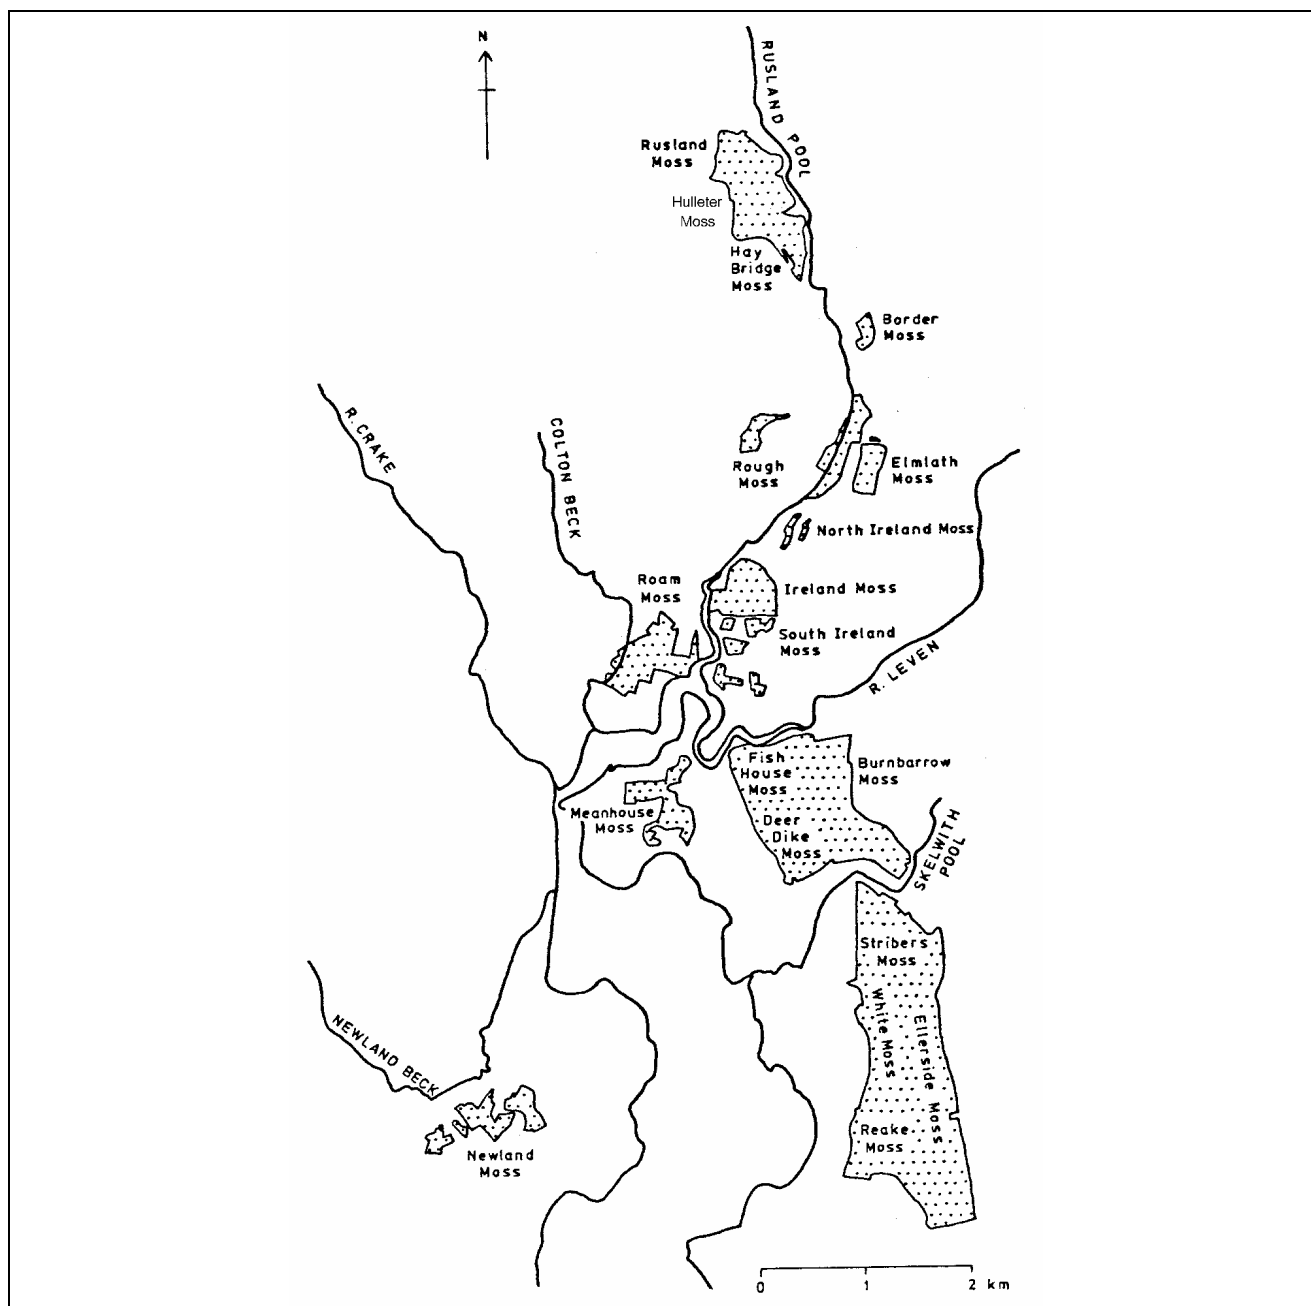 N
RUSLAND POOL
Rusland
Moss
Hulleter
Moss
Hay
Bridge
Moss
Border
Moss
R. CRAKE
COLTON BECK
Rough
Moss
Elmlath
Moss
North Ireland Moss
Roam
Moss
Ireland Moss
South Ireland
Moss
R. LEVEN
Fish
House
Moss
Burnbarrow
Moss
Meanhouse
Moss
Deer
Dike
Moss
SKELWITH
POOL
Stribers
Moss
White Moss
Ellerside Moss
NEWLAND BECK
Reake
Moss
Newland
Moss
0 1 2 km